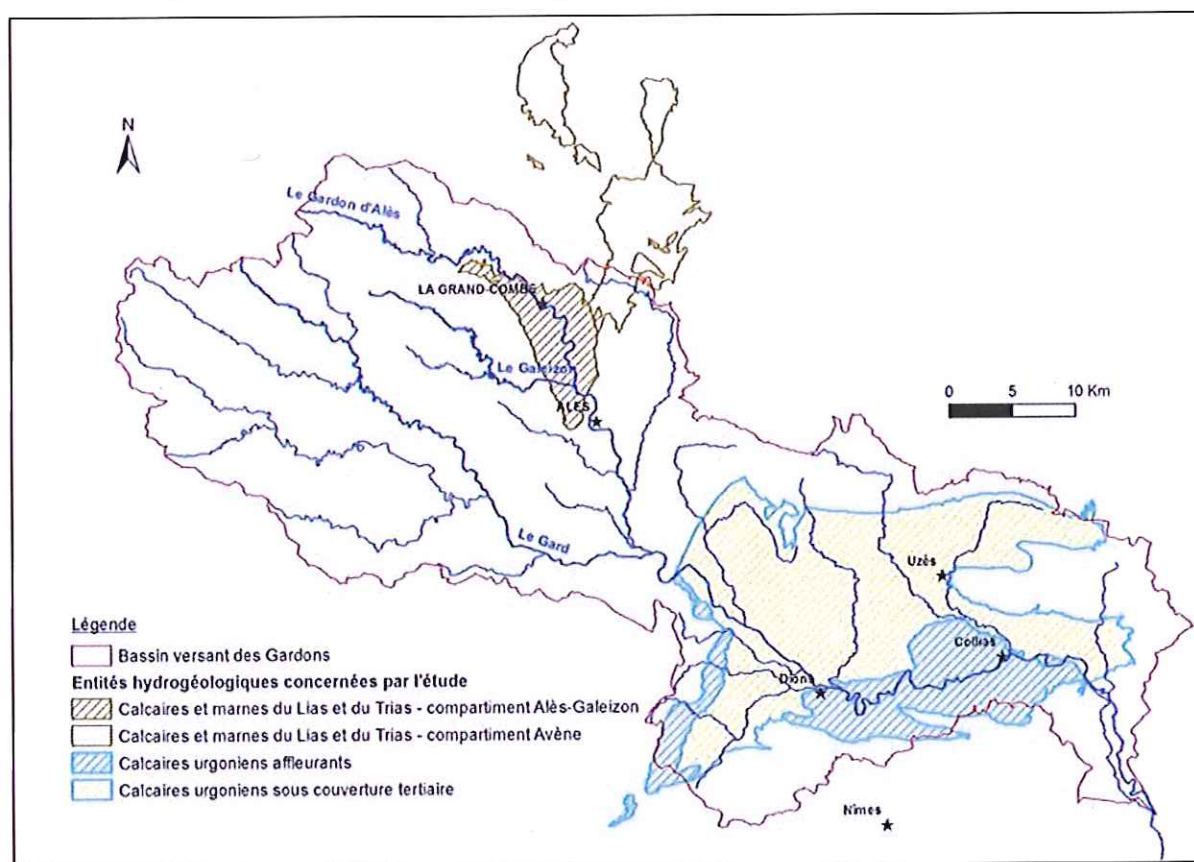 N
Le Gardon d'Alès
LA GRAND-COMBE
Le Galeizon
ALES
0 5 10 Km
Le Gard
Uzès
Collias
Dions
Nîmes
Légende
Bassin versant des Gardons
Entités hydrogéologiques concernées par l'étude
Calcaires et marnes du Lias et du Trias - compartiment Alès-Galeizon
Calcaires et marnes du Lias et du Trias - compartiment Avène
Calcaires urgoniens affleurants
Calcaires urgoniens sous couverture tertiaire